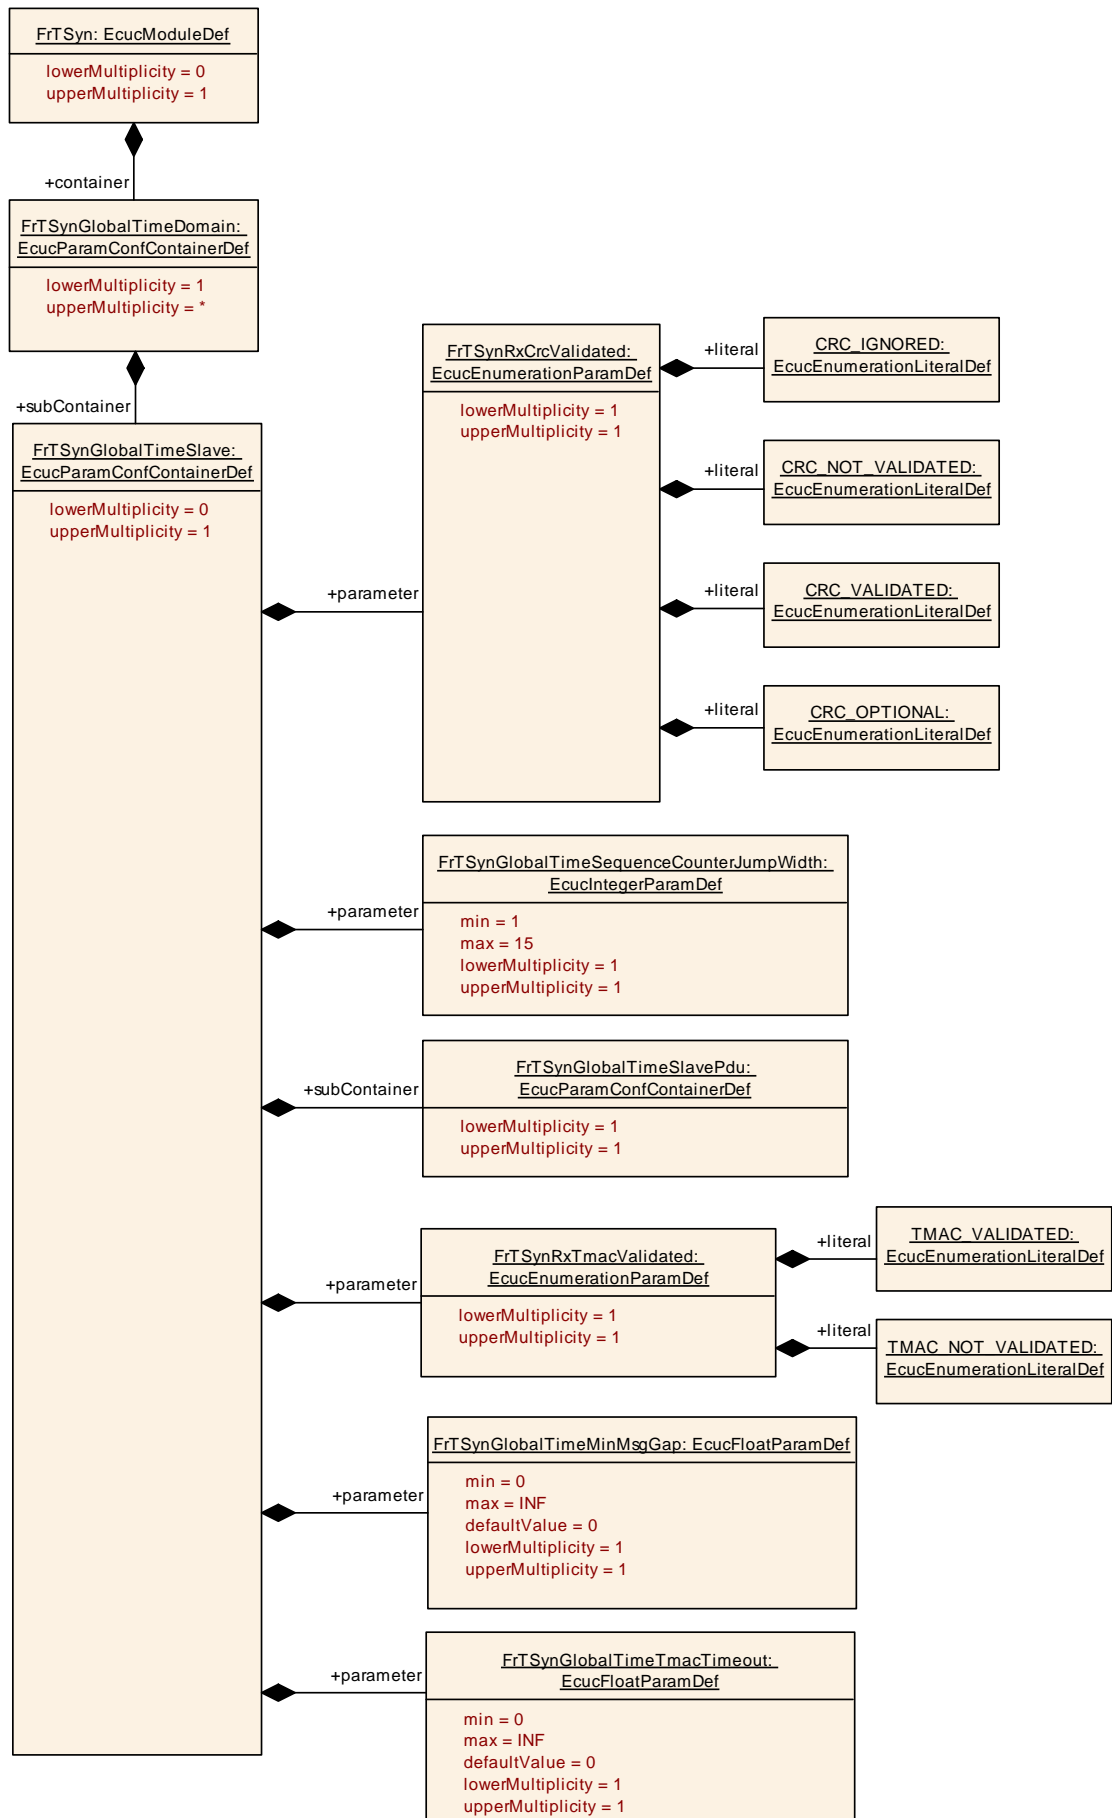 FrTSyn: EcucModuleDef
lowerMultiplicity = 0
upperMultiplicity = 1
+container
FrTSynGlobalTimeDomain:
EcucParamConfContainerDef
lowerMultiplicity = 1
upperMultiplicity = *
+subContainer
FrTSynGlobalTimeSlave:
EcucParamConfContainerDef
lowerMultiplicity = 0
upperMultiplicity = 1
+parameter
FrTSynRxCrcValidated:
EcucEnumerationParamDef
lowerMultiplicity = 1
upperMultiplicity = 1
+literal
CRC_IGNORED:
EcucEnumerationLiteralDef
+literal
CRC_NOT_VALIDATED:
EcucEnumerationLiteralDef
+literal
CRC_VALIDATED:
EcucEnumerationLiteralDef
+literal
CRC_OPTIONAL:
EcucEnumerationLiteralDef
+parameter
FrTSynGlobalTimeSequenceCounterJumpWidth:
EcucIntegerParamDef
min = 1
max = 15
lowerMultiplicity = 1
upperMultiplicity = 1
+subContainer
FrTSynGlobalTimeSlavePdu:
EcucParamConfContainerDef
lowerMultiplicity = 1
upperMultiplicity = 1
+parameter
FrTSynRxTmacValidated:
EcucEnumerationParamDef
lowerMultiplicity = 1
upperMultiplicity = 1
+literal
TMAC_VALIDATED:
EcucEnumerationLiteralDef
+literal
TMAC_NOT_VALIDATED:
EcucEnumerationLiteralDef
+parameter
FrTSynGlobalTimeMinMsgGap: EcucFloatParamDef
min = 0
max = INF
defaultValue = 0
lowerMultiplicity = 1
upperMultiplicity = 1
+parameter
FrTSynGlobalTimeTmacTimeout:
EcucFloatParamDef
min = 0
max = INF
defaultValue = 0
lowerMultiplicity = 1
upperMultiplicity = 1